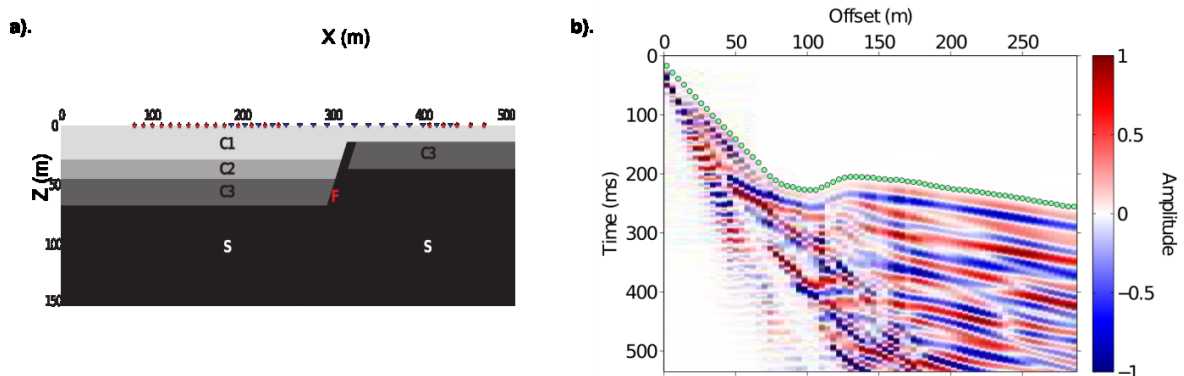 a).
X (m)
0 100 200 300 400 500
0
50
100
150
Z (m)
C1
C2
C3
C3
F
S
S
b).
Offset (m)
0 50 100 150 200 250
0
100
200
300
400
500
Time (ms)
1
0.5
0
−0.5
−1
Amplitude